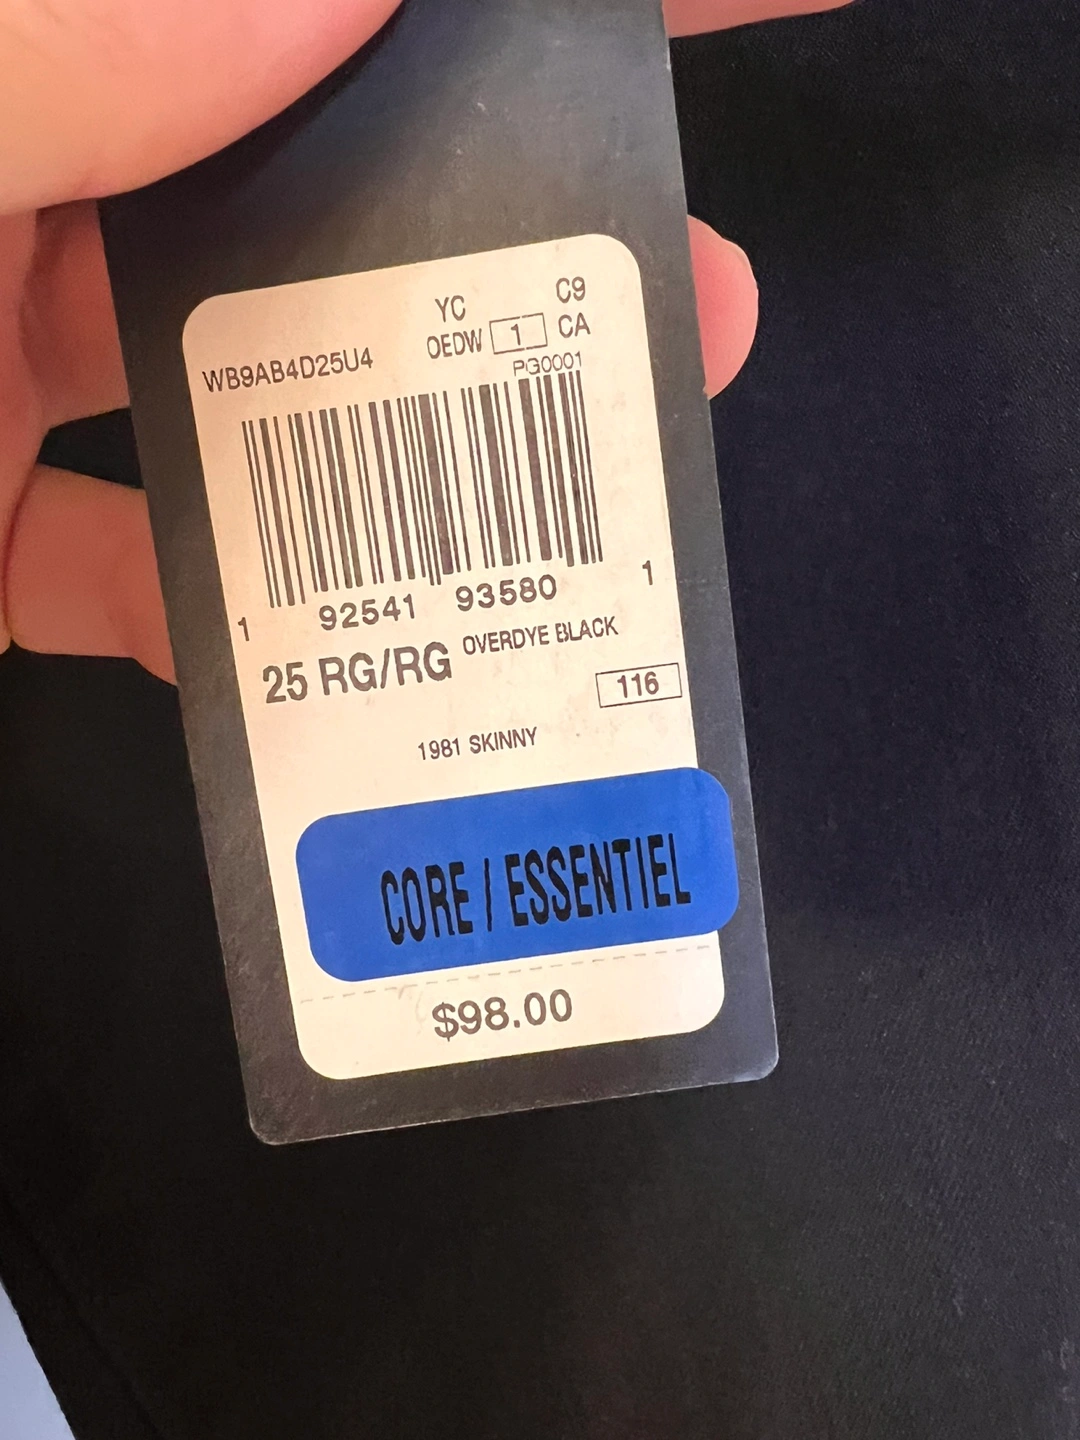 YC C9
OEDW 1 CA
WB9AB4D25U4
PG0001
1 92541 93580 1
25 RG/RG OVERDYE BLACK
116
1981 SKINNY
CORE / ESSENTIEL
$98.00